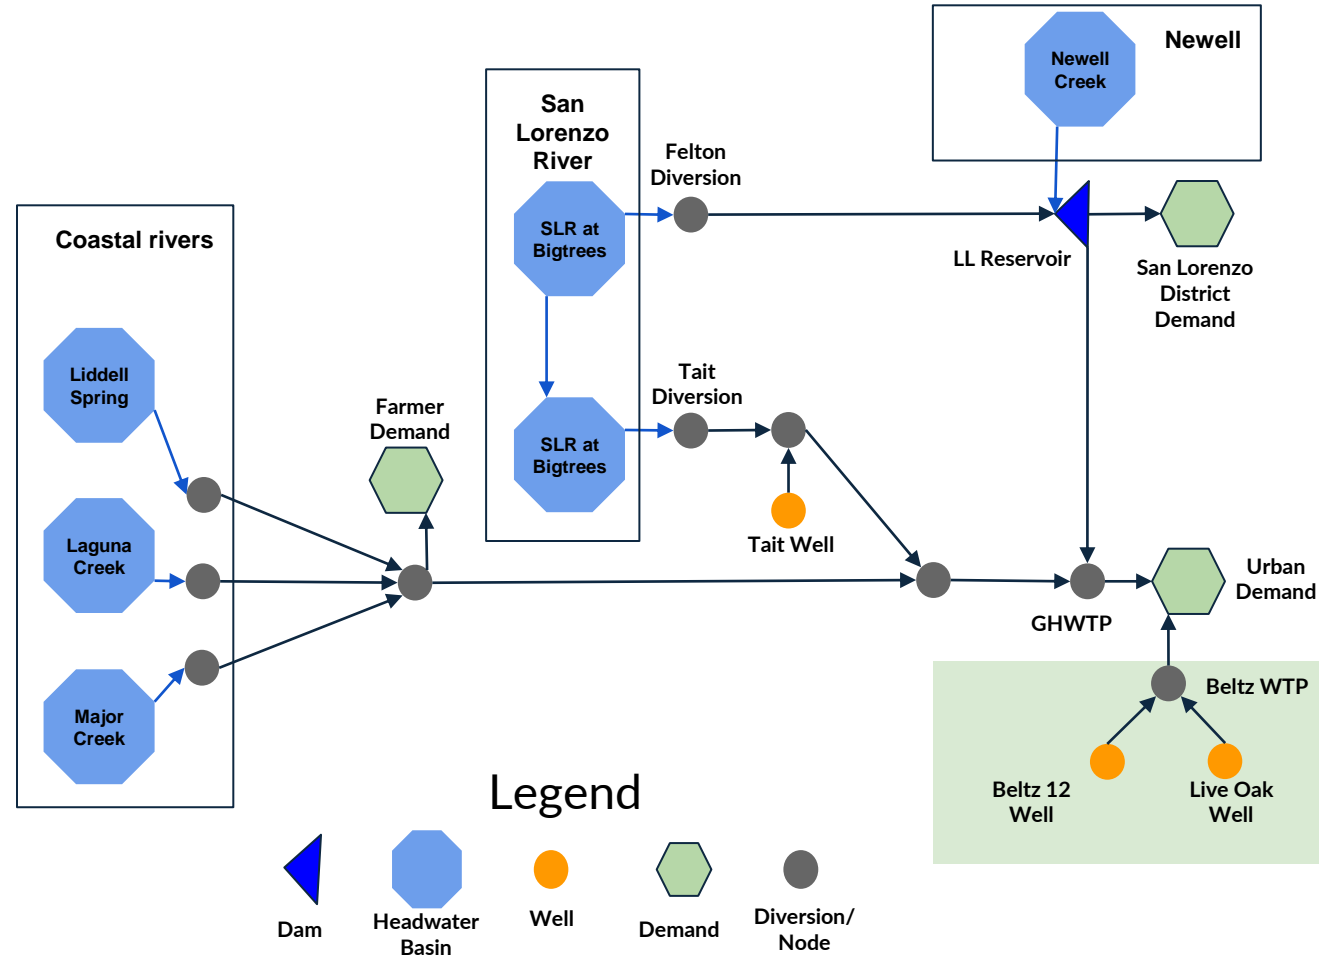 Newell
Newell
Creek
San
Lorenzo
River
Felton
Diversion
SLR at
Bigtrees
Coastal rivers
LL Reservoir
San Lorenzo
District
Demand
Liddell
Spring
Farmer
Demand
Tait
Diversion
SLR at
Bigtrees
Tait Well
Laguna
Creek
Urban
Demand
GHWTP
Major
Creek
Beltz WTP
Beltz 12
Well
Live Oak
Well
Legend
Dam
Headwater
Basin
Well
Demand
Diversion/
Node